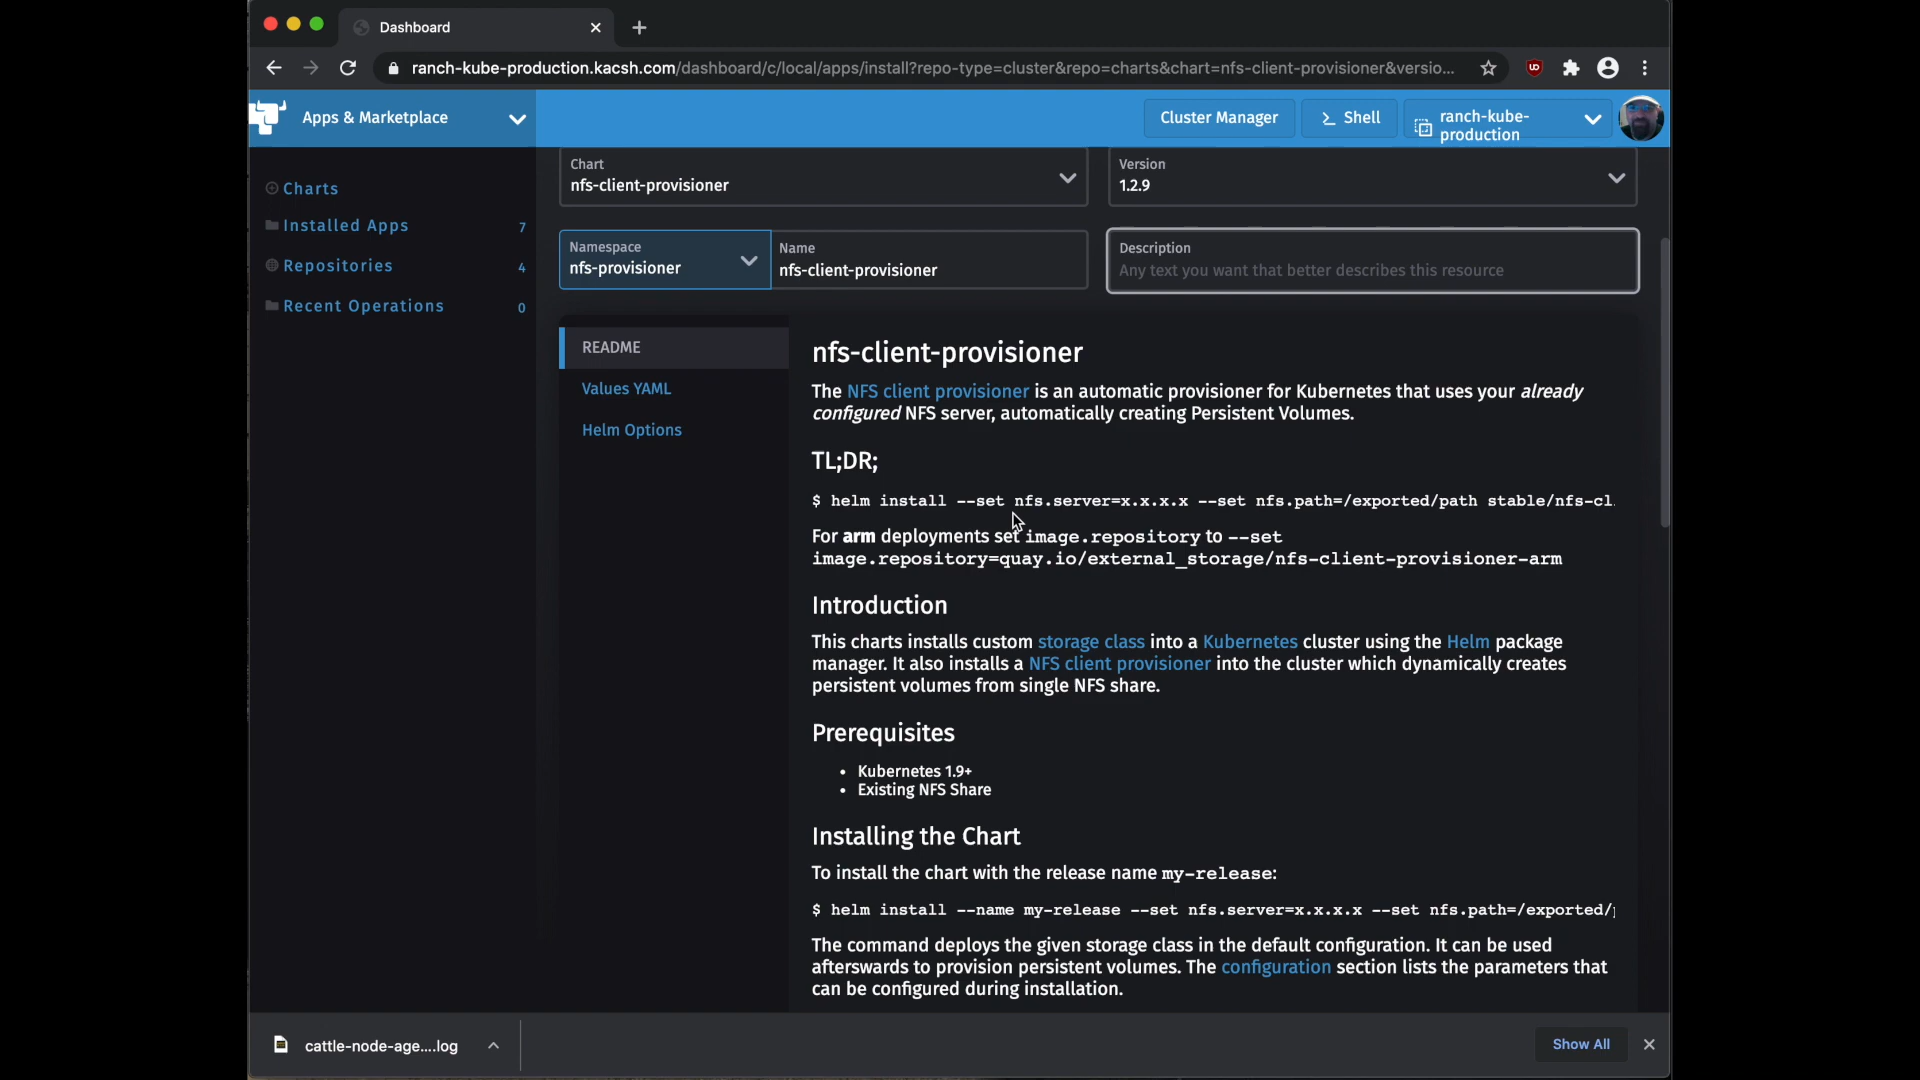 Dashboard
ranch-kube-production.kacsh.com/dashboard/c/local/apps/install?repo-type=cluster&repo=charts&chart=nfs-client-provisioner&versio...
Apps & Marketplace
Cluster Manager
Shell
ranch-kube-
production
Charts
Installed Apps 7
Repositories 4
Recent Operations 0
Chart
nfs-client-provisioner
Version
1.2.9
Namespace
nfs-provisioner
Name
nfs-client-provisioner
Description
Any text you want that better describes this resource
README
Values YAML
Helm Options
nfs-client-provisioner
The NFS client provisioner is an automatic provisioner for Kubernetes that uses your already
configured NFS server, automatically creating Persistent Volumes.
TL;DR;
$ helm install --set nfs.server=x.x.x.x --set nfs.path=/exported/path stable/nfs-cl
For arm deployments set image.repository to --set
image.repository=quay.io/external_storage/nfs-client-provisioner-arm
Introduction
This charts installs custom storage class into a Kubernetes cluster using the Helm package
manager. It also installs a NFS client provisioner into the cluster which dynamically creates
persistent volumes from single NFS share.
Prerequisites
• Kubernetes 1.9+
• Existing NFS Share
Installing the Chart
To install the chart with the release name my-release:
$ helm install --name my-release --set nfs.server=x.x.x.x --set nfs.path=/exported/
The command deploys the given storage class in the default configuration. It can be used
afterswards to provision persistent volumes. The configuration section lists the parameters that
can be configured during installation.
cattle-node-age....log
Show All